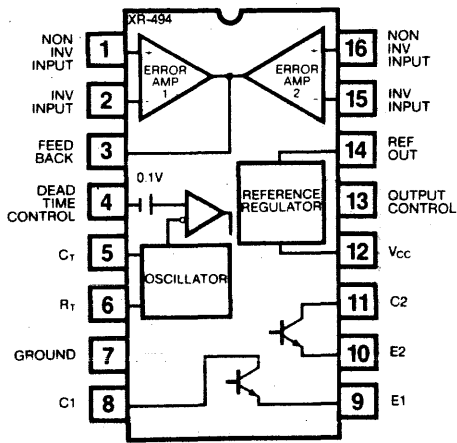 XR-494
NON
INV
INPUT
1
INV
INPUT
2
FEED
BACK
3
DEAD
TIME
CONTROL
4
CT
5
RT
6
GROUND
7
C1
8
ERROR
AMP
1
ERROR
AMP
2
0.1V
REFERENCE
REGULATOR
OSCILLATOR
16
NON
INV
INPUT
15
INV
INPUT
14
REF
OUT
13
OUTPUT
CONTROL
12
VCC
11
C2
10
E2
9
E1